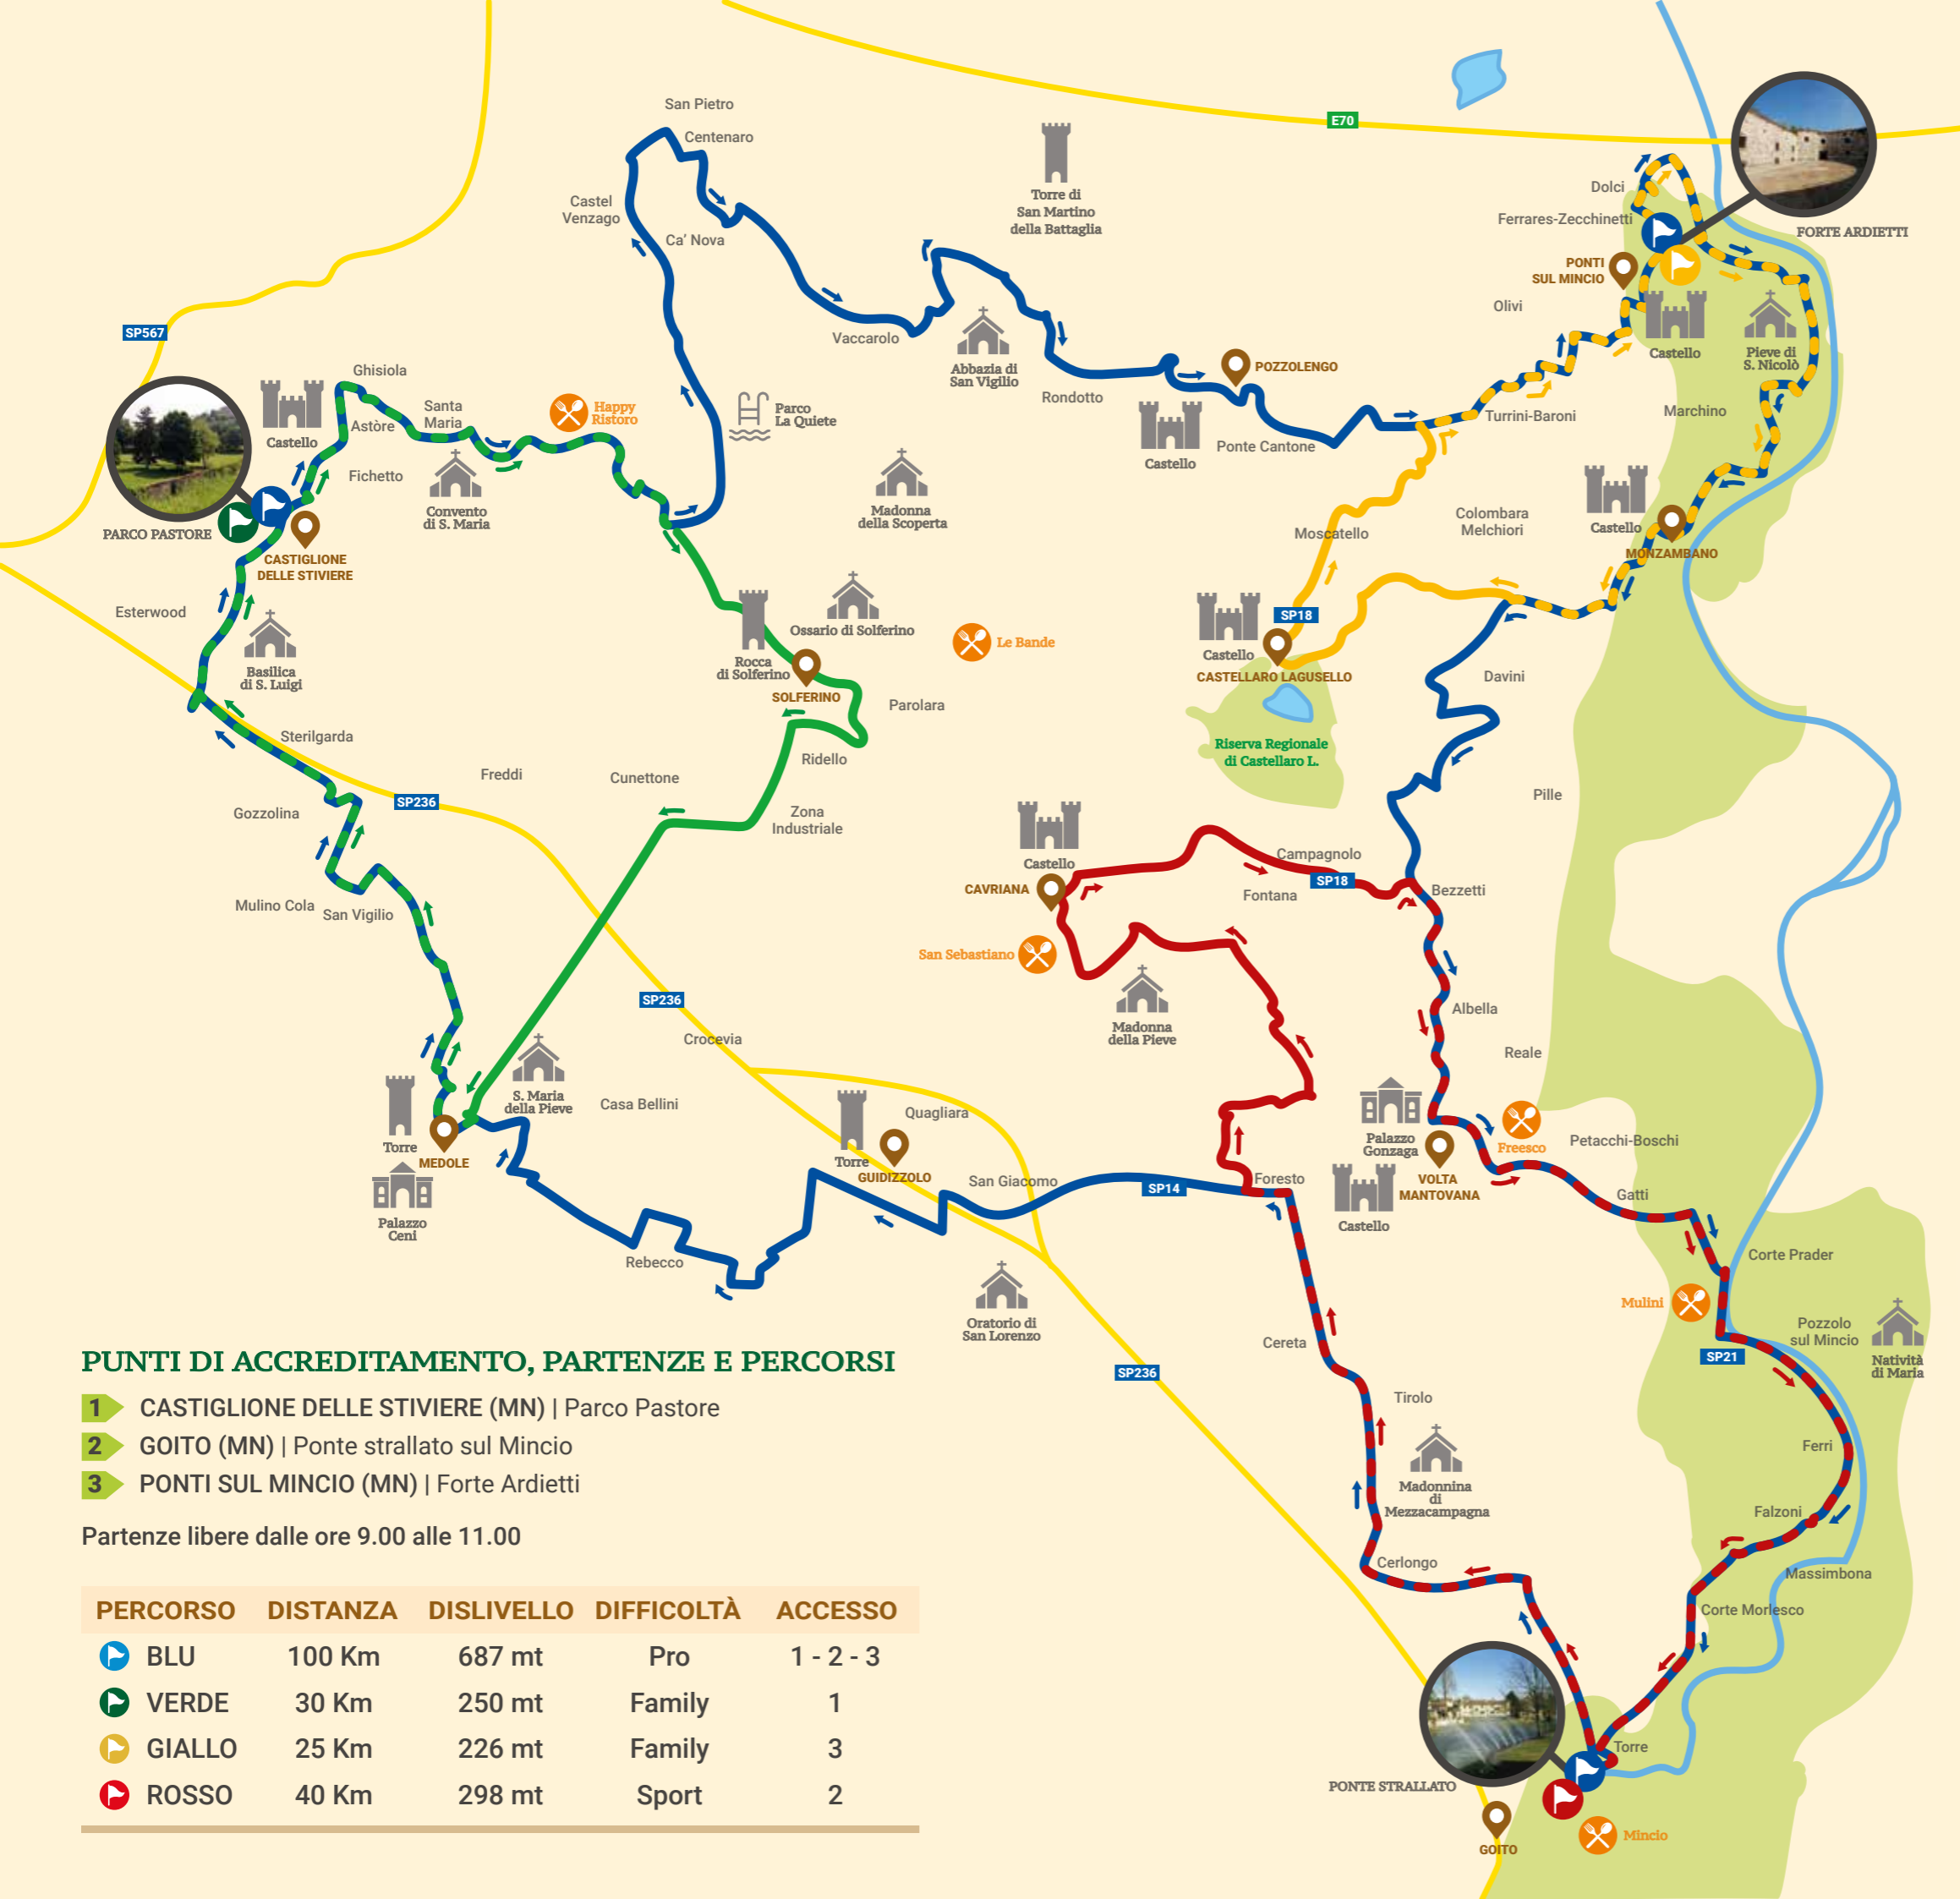 San Pietro
Centenaro
Castel
Venzago
Ca' Nova
Torre di
San Martino
della Battaglia
E70
Dolci
Ferrares-Zecchinetti
FORTE ARDIETTI
PONTI
SUL MINCIO
Olivi
Castello
Pieve di
S. Nicolò
SP567
Vaccarolo
Abbazia di
San Vigilio
Rondotto
POZZOLENGO
Castello
Ponte Cantone
Turrini-Baroni
Marchino
Ghisiola
Castello
Astòre
Santa
Maria
Happy
Ristoro
Parco
La Quiete
Fichetto
Convento
di S. Maria
Madonna
della Scoperta
PARCO PASTORE
CASTIGLIONE
DELLE STIVIERE
Moscatello
Colombara
Melchiori
Castello
MONZAMBANO
Esterwood
Basilica
di S. Luigi
Ossario di Solferino
Rocca
di Solferino
SOLFERINO
Le Bande
Castello
SP18
CASTELLARO LAGUSELLO
Davini
Parolara
Riserva Regionale
di Castellaro L.
Sterilgarda
Ridello
Freddi
Cunettone
SP236
Gozzolina
Zona
Industriale
Pille
Castello
CAVRIANA
Campagnolo
SP18
Fontana
Bezzetti
Mulino Cola
San Vigilio
San Sebastiano
SP236
Madonna
della Pieve
Albella
Crocevia
Reale
S. Maria
della Pieve
Casa Bellini
Quagliara
Torre
MEDOLE
Torre
GUIDIZZOLO
Palazzo
Gonzaga
Freesco
Petacchi-Boschi
San Giacomo
SP14
Foresto
VOLTA
MANTOVANA
Castello
Gatti
Palazzo
Ceni
Rebecco
Corte Prader
Oratorio di
San Lorenzo
Mulini
Pozzolo
sul Mincio
SP21
Natività
di Maria
Cereta
SP236
Tirolo
Ferri
Madonnina
di
Mezzacampagna
Falzoni
Cerlongo
Massimbona
Corte Morlesco
Torre
PONTE STRALLATO
GOITO
Mincio
PUNTI DI ACCREDITAMENTO, PARTENZE E PERCORSI
1 CASTIGLIONE DELLE STIVIERE (MN) | Parco Pastore
2 GOITO (MN) | Ponte strallato sul Mincio
3 PONTI SUL MINCIO (MN) | Forte Ardietti
Partenze libere dalle ore 9.00 alle 11.00
PERCORSO DISTANZA DISLIVELLO DIFFICOLTÀ ACCESSO
BLU 100 Km 687 mt Pro 1 - 2 - 3
VERDE 30 Km 250 mt Family 1
GIALLO 25 Km 226 mt Family 3
ROSSO 40 Km 298 mt Sport 2